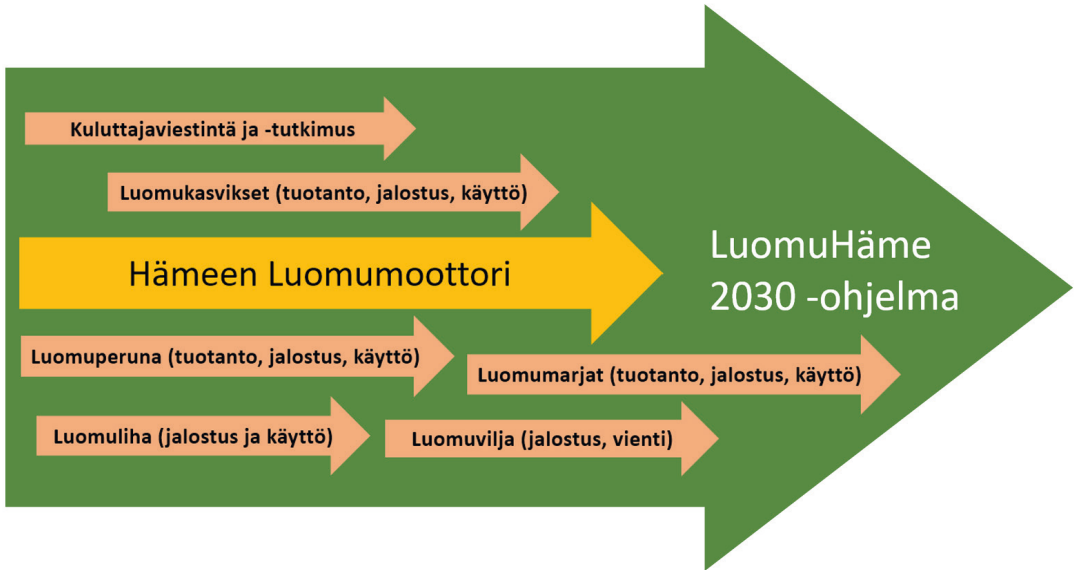 Kuluttajaviestintä ja -tutkimus
Luomukasvikset (tuotanto, jalostus, käyttö)
Hämeen Luomumoottori
LuomuHäme
2030 -ohjelma
Luomuperuna (tuotanto, jalostus, käyttö)
Luomumarjat (tuotanto, jalostus, käyttö)
Luomuliha (jalostus ja käyttö)
Luomuvilja (jalostus, vienti)